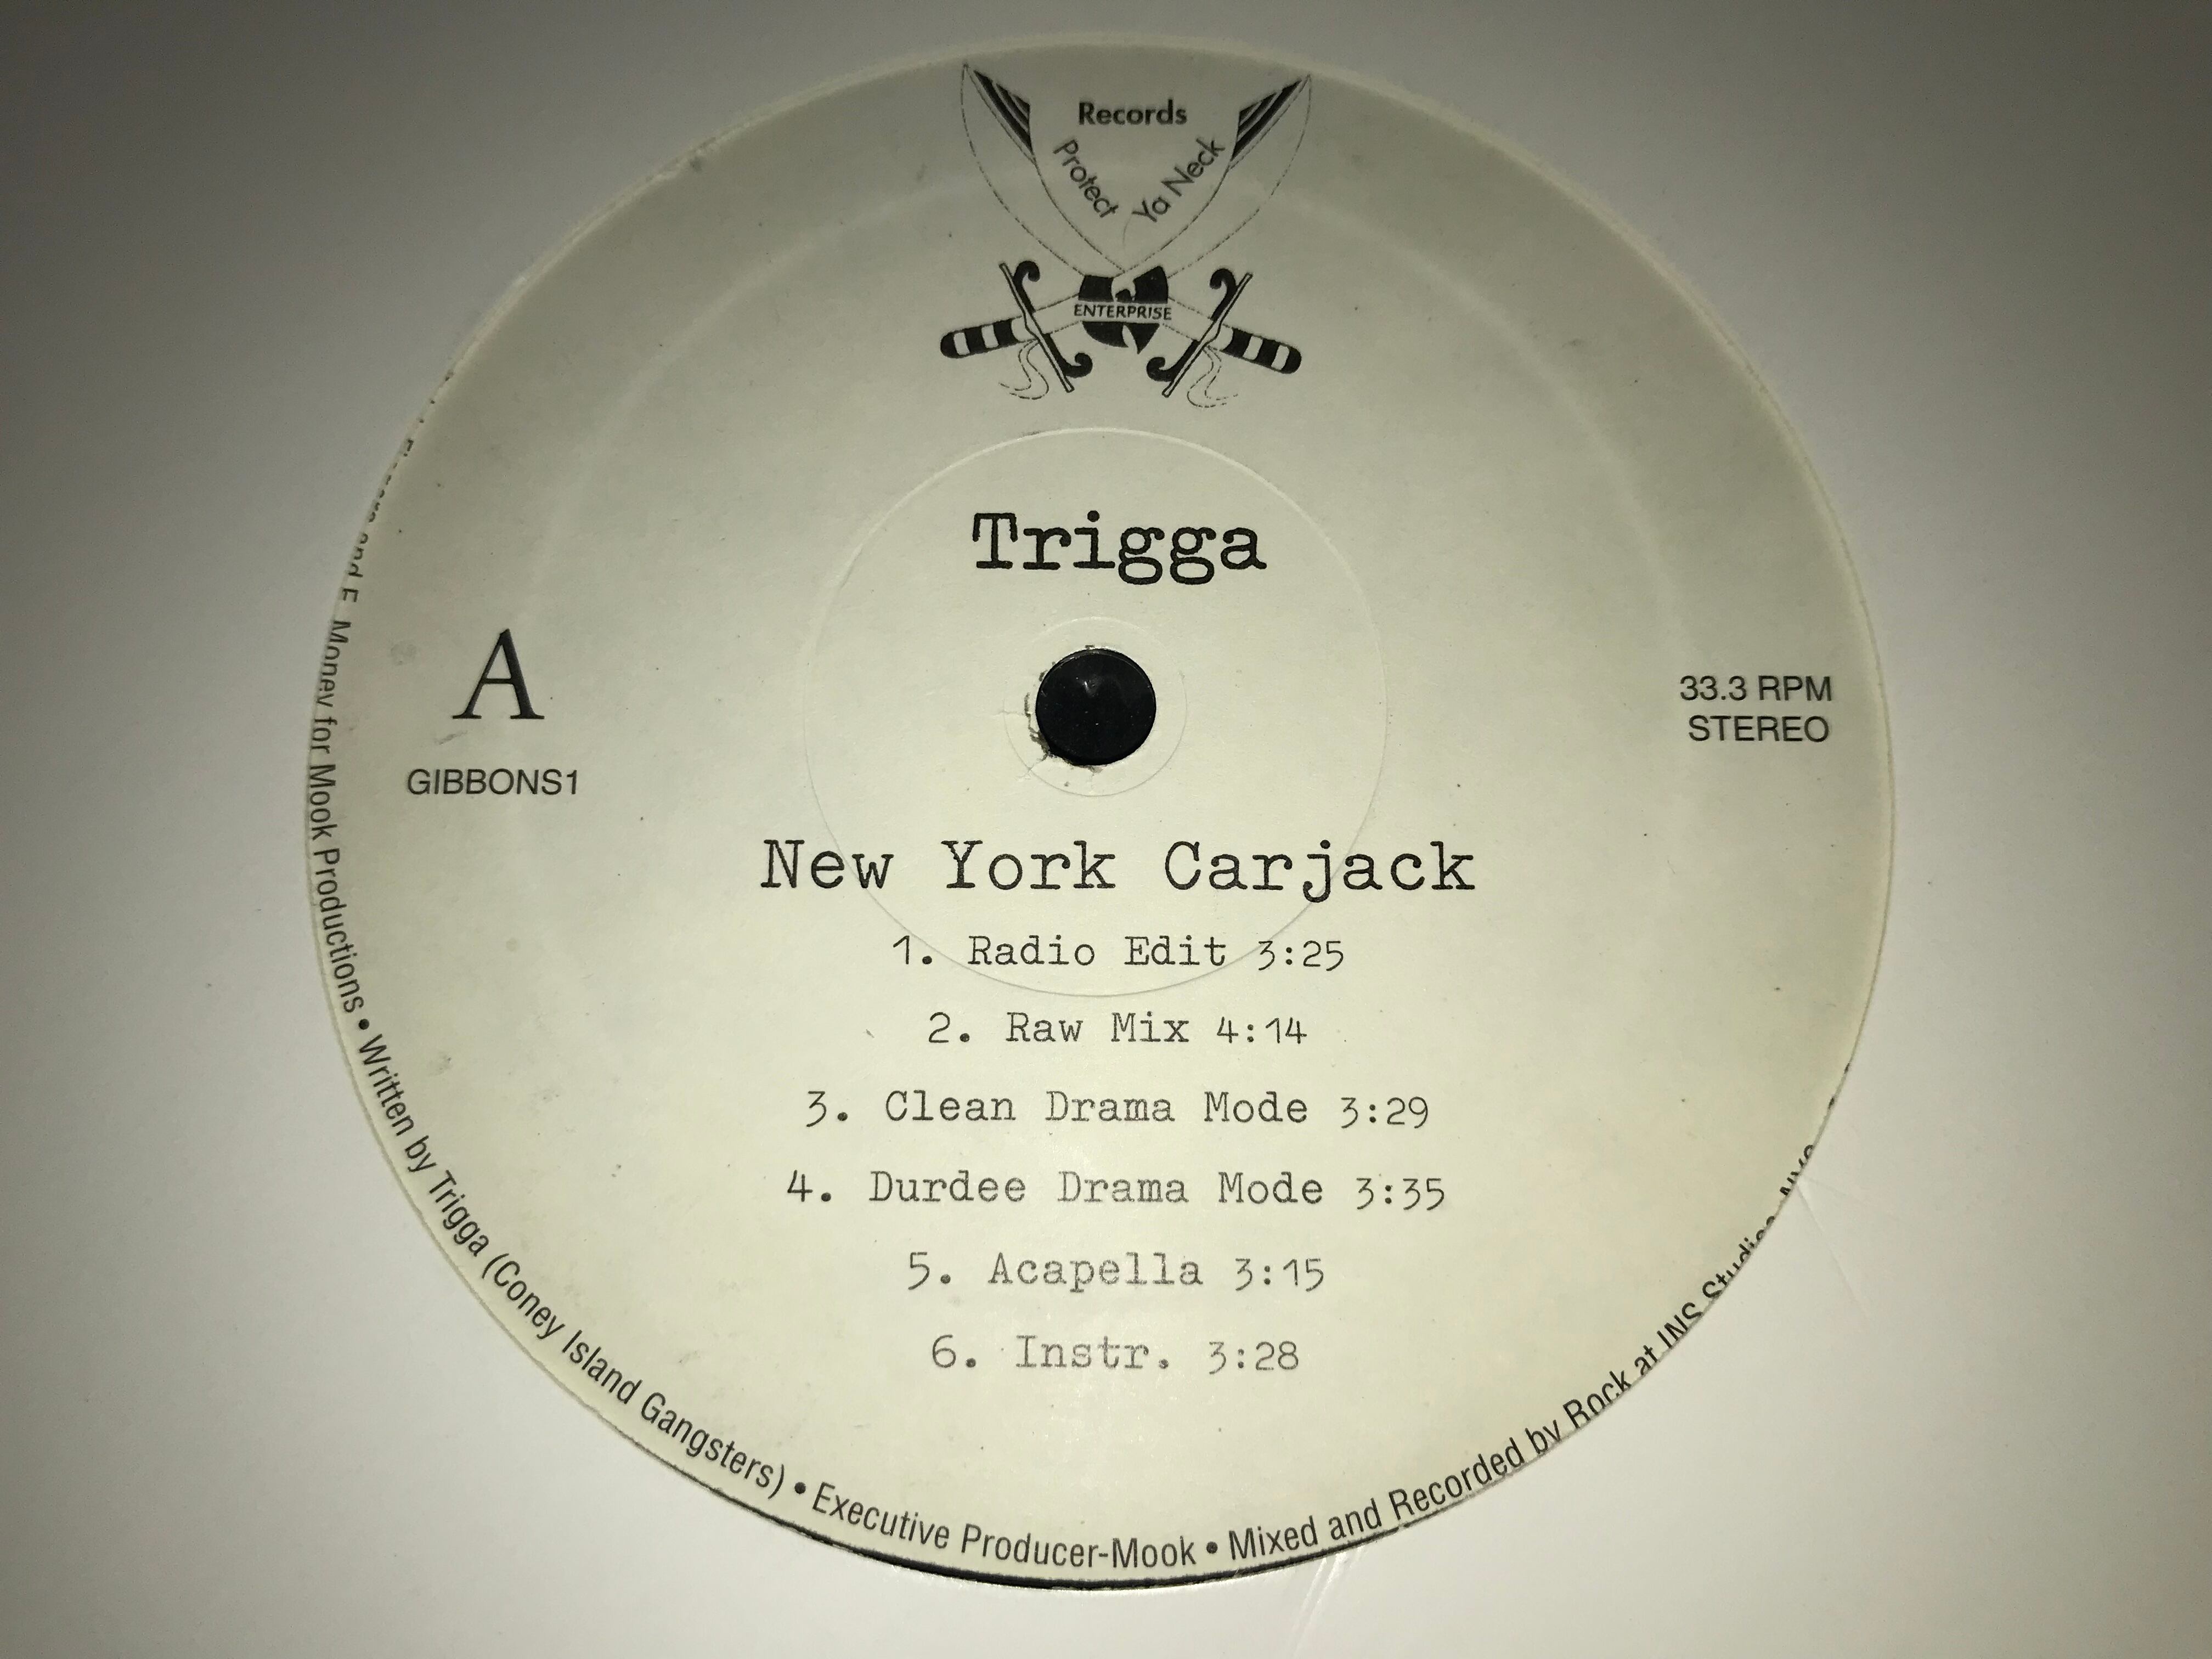 Records
Protect Ya Neck
ENTERPRISE
Trigga
A
GIBBONS1
33.3 RPM
STEREO
New York Carjack
1. Radio Edit 3:25
2. Raw Mix 4:14
3. Clean Drama Mode 3:29
4. Durdee Drama Mode 3:35
5. Acapella 3:15
6. Instr. 3:28
and F. Money for Mook Productions • Written by Trigga (Coney Island Gangsters) • Executive Producer-Mook • Mixed and Recorded by Rock at INS Studios